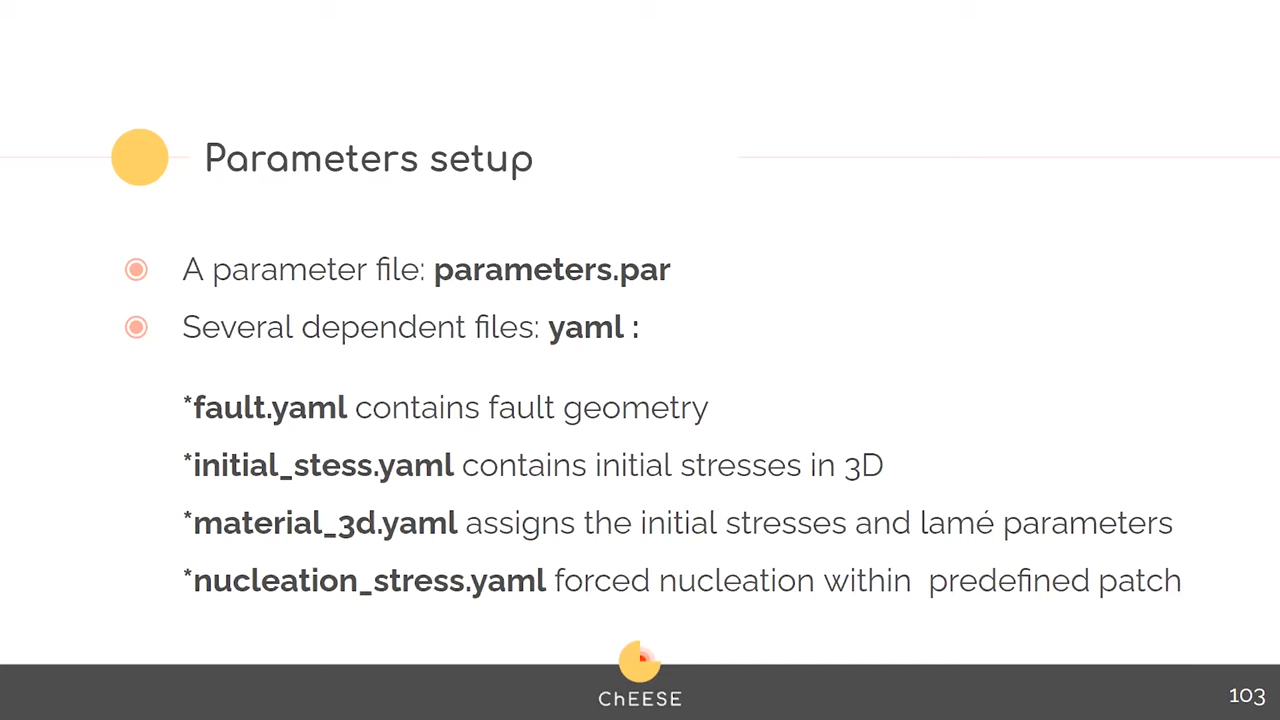 Parameters setup
A parameter file: parameters.par
Several dependent files: yaml :
*fault.yaml contains fault geometry
*initial_stess.yaml contains initial stresses in 3D
*material_3d.yaml assigns the initial stresses and lamé parameters
*nucleation_stress.yaml forced nucleation within predefined patch
ChEESE
103